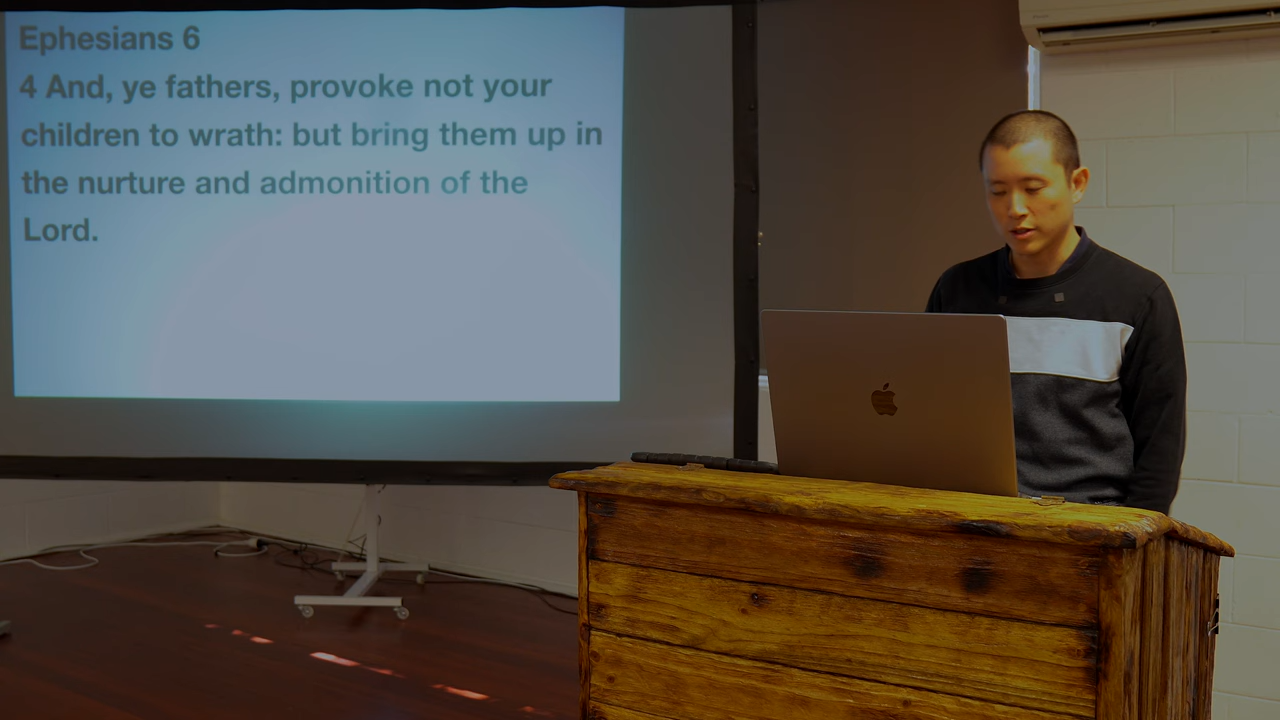 Ephesians 6
4 And, ye fathers, provoke not your
children to wrath: but bring them up in
the nurture and admonition of the
Lord.